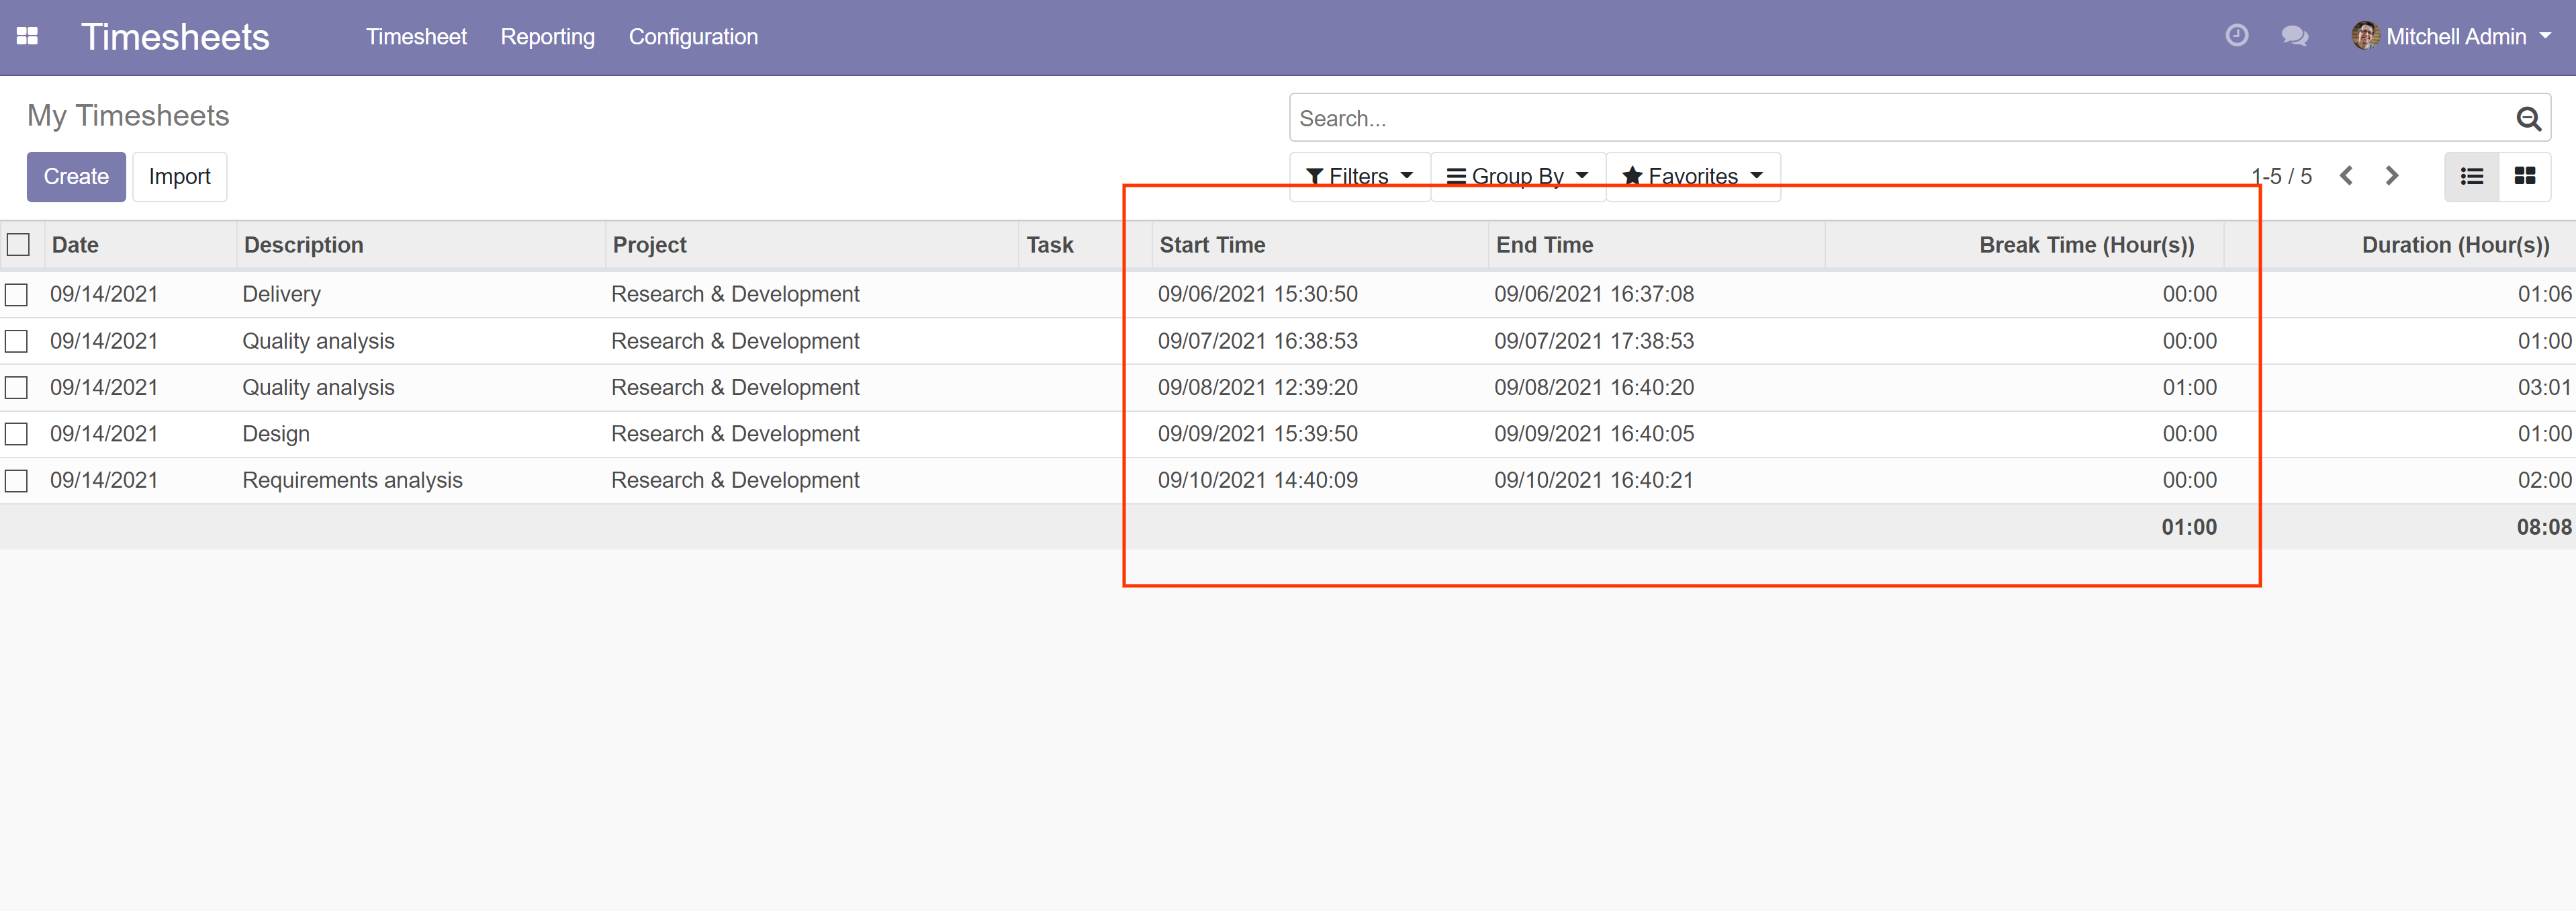 Timesheets Timesheet Reporting Configuration Mitchell Admin
My Timesheets
Search...
Create Import Filters Group By Favorites 1-5 / 5
Date Description Project Task Start Time End Time Break Time (Hour(s)) Duration (Hour(s))
09/14/2021 Delivery Research & Development 09/06/2021 15:30:50 09/06/2021 16:37:08 00:00 01:06
09/14/2021 Quality analysis Research & Development 09/07/2021 16:38:53 09/07/2021 17:38:53 00:00 01:00
09/14/2021 Quality analysis Research & Development 09/08/2021 12:39:20 09/08/2021 16:40:20 01:00 03:01
09/14/2021 Design Research & Development 09/09/2021 15:39:50 09/09/2021 16:40:05 00:00 01:00
09/14/2021 Requirements analysis Research & Development 09/10/2021 14:40:09 09/10/2021 16:40:21 00:00 02:00
01:00 08:08